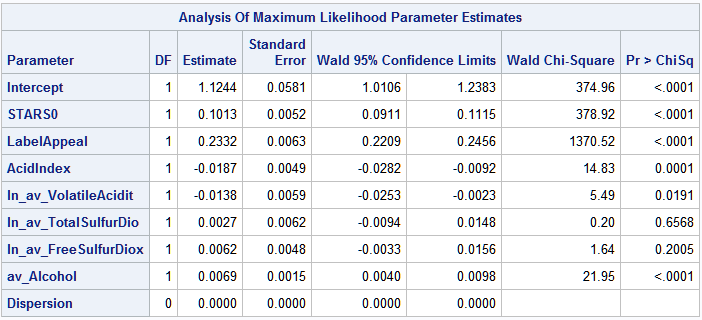 Analysis Of Maximum Likelihood Parameter Estimates
Parameter DF Estimate Standard Error Wald 95% Confidence Limits Wald Chi-Square Pr > ChiSq
Intercept 1 1.1244 0.0581 1.0106 1.2383 374.96 <.0001
STARS0 1 0.1013 0.0052 0.0911 0.1115 378.92 <.0001
LabelAppeal 1 0.2332 0.0063 0.2209 0.2456 1370.52 <.0001
AcidIndex 1 -0.0187 0.0049 -0.0282 -0.0092 14.83 0.0001
ln_av_VolatileAcidit 1 -0.0138 0.0059 -0.0253 -0.0023 5.49 0.0191
ln_av_TotalSulfurDio 1 0.0027 0.0062 -0.0094 0.0148 0.20 0.6568
ln_av_FreeSulfurDiox 1 0.0062 0.0048 -0.0033 0.0156 1.64 0.2005
av_Alcohol 1 0.0069 0.0015 0.0040 0.0098 21.95 <.0001
Dispersion 0 0.0000 0.0000 0.0000 0.0000